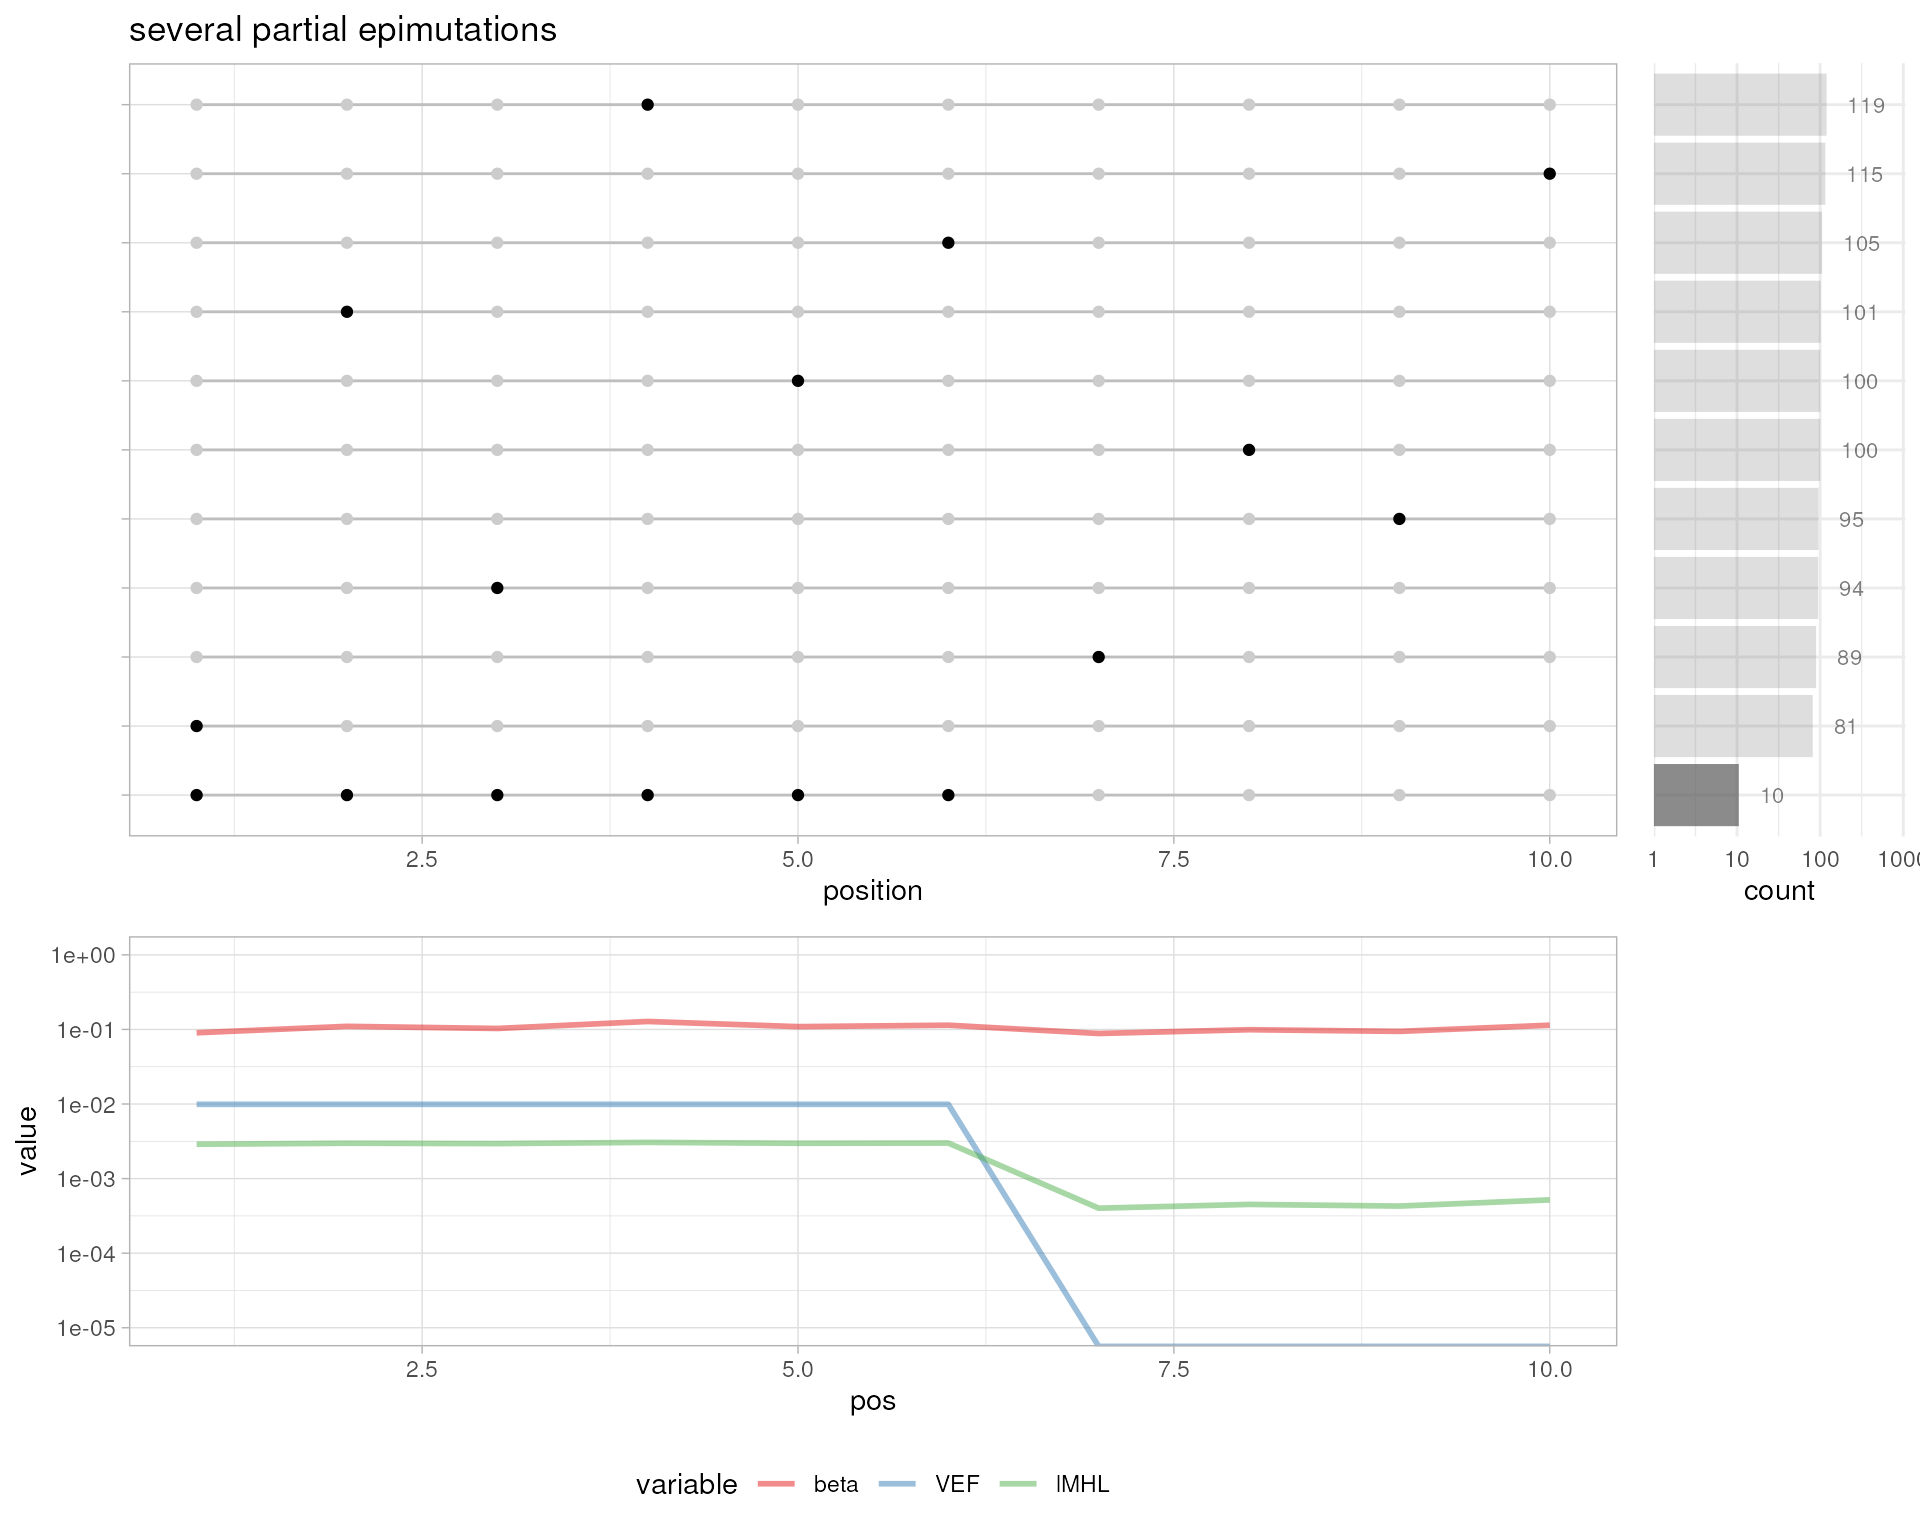 several partial epimutations
119
115
105
101
100
100
95
94
89
81
10
2.5 5.0 7.5 10.0
position
1 10 100 1000
count
1e+00
1e-01
1e-02
1e-03
1e-04
1e-05
value
2.5 5.0 7.5 10.0
pos
variable beta VEF lMHL